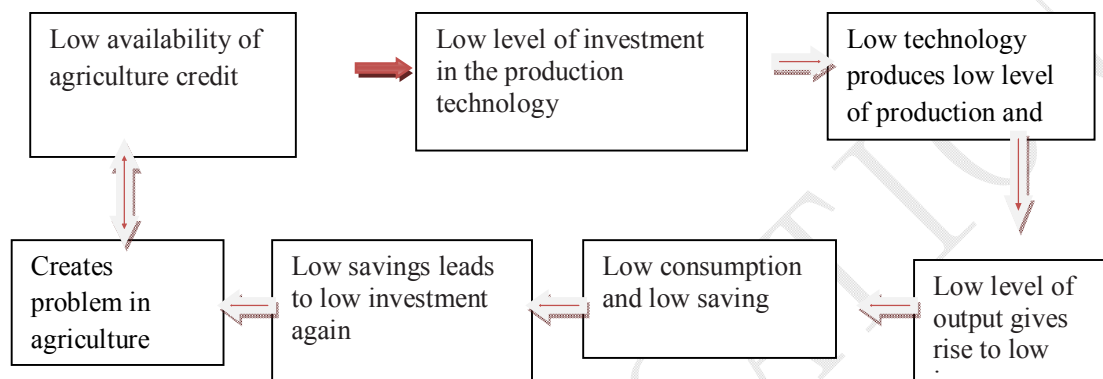 Low availability of
agriculture credit
Low level of investment
in the production
technology
Low technology
produces low level
of production and
Low level of
output gives
rise to low
Low consumption
and low saving
Low savings leads
to low investment
again
Creates
problem in
agriculture